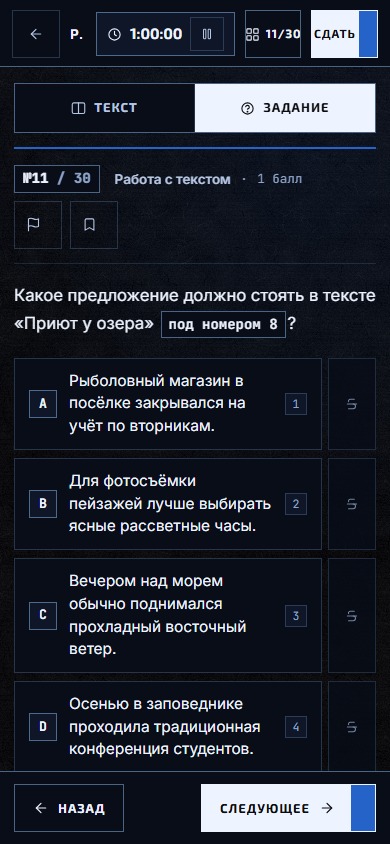 Р.
1:00:00
11/30
СДАТЬ
ТЕКСТ
ЗАДАНИЕ
№11 / 30
Работа с текстом · 1 балл
Какое предложение должно стоять в тексте
«Приют у озера» под номером 8 ?
A
Рыболовный магазин в
посёлке закрывался на
учёт по вторникам.
1
B
Для фотосъёмки
пейзажей лучше выбирать
ясные рассветные часы.
2
C
Вечером над морем
обычно поднимался
прохладный восточный
ветер.
3
D
Осенью в заповеднике
проходила традиционная
конференция студентов.
4
НАЗАД
СЛЕДУЮЩЕЕ